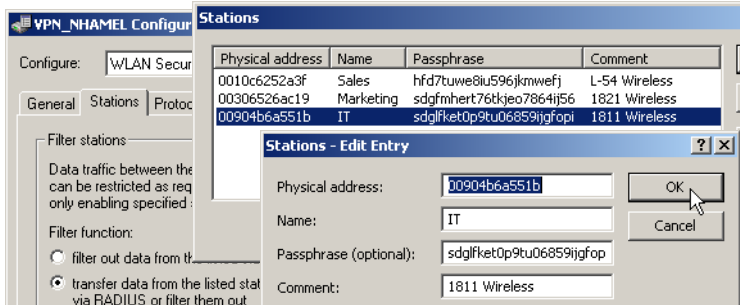 VPN_NHAMEL Configur
Configure: WLAN Secur
General Stations Protoc
Filter stations
Data traffic between the
can be restricted as req
only enabling specified
Filter function:
filter out data from the
transfer data from the listed stat
via RADIUS or filter them out
Stations
Physical address Name Passphrase Comment
0010c6252a3f Sales hfd7tuwe8iu596jkmwefj L-54 Wireless
00306526ac19 Marketing sdgfmhert76tkjeo7864ij56 1821 Wireless
00904b6a551b IT sdglfket0p9tu06859ijgfopi 1811 Wireless
Stations - Edit Entry
Physical address: 00904b6a551b OK
Name: IT Cancel
Passphrase (optional): sdglfket0p9tu06859ijgfop
Comment: 1811 Wireless